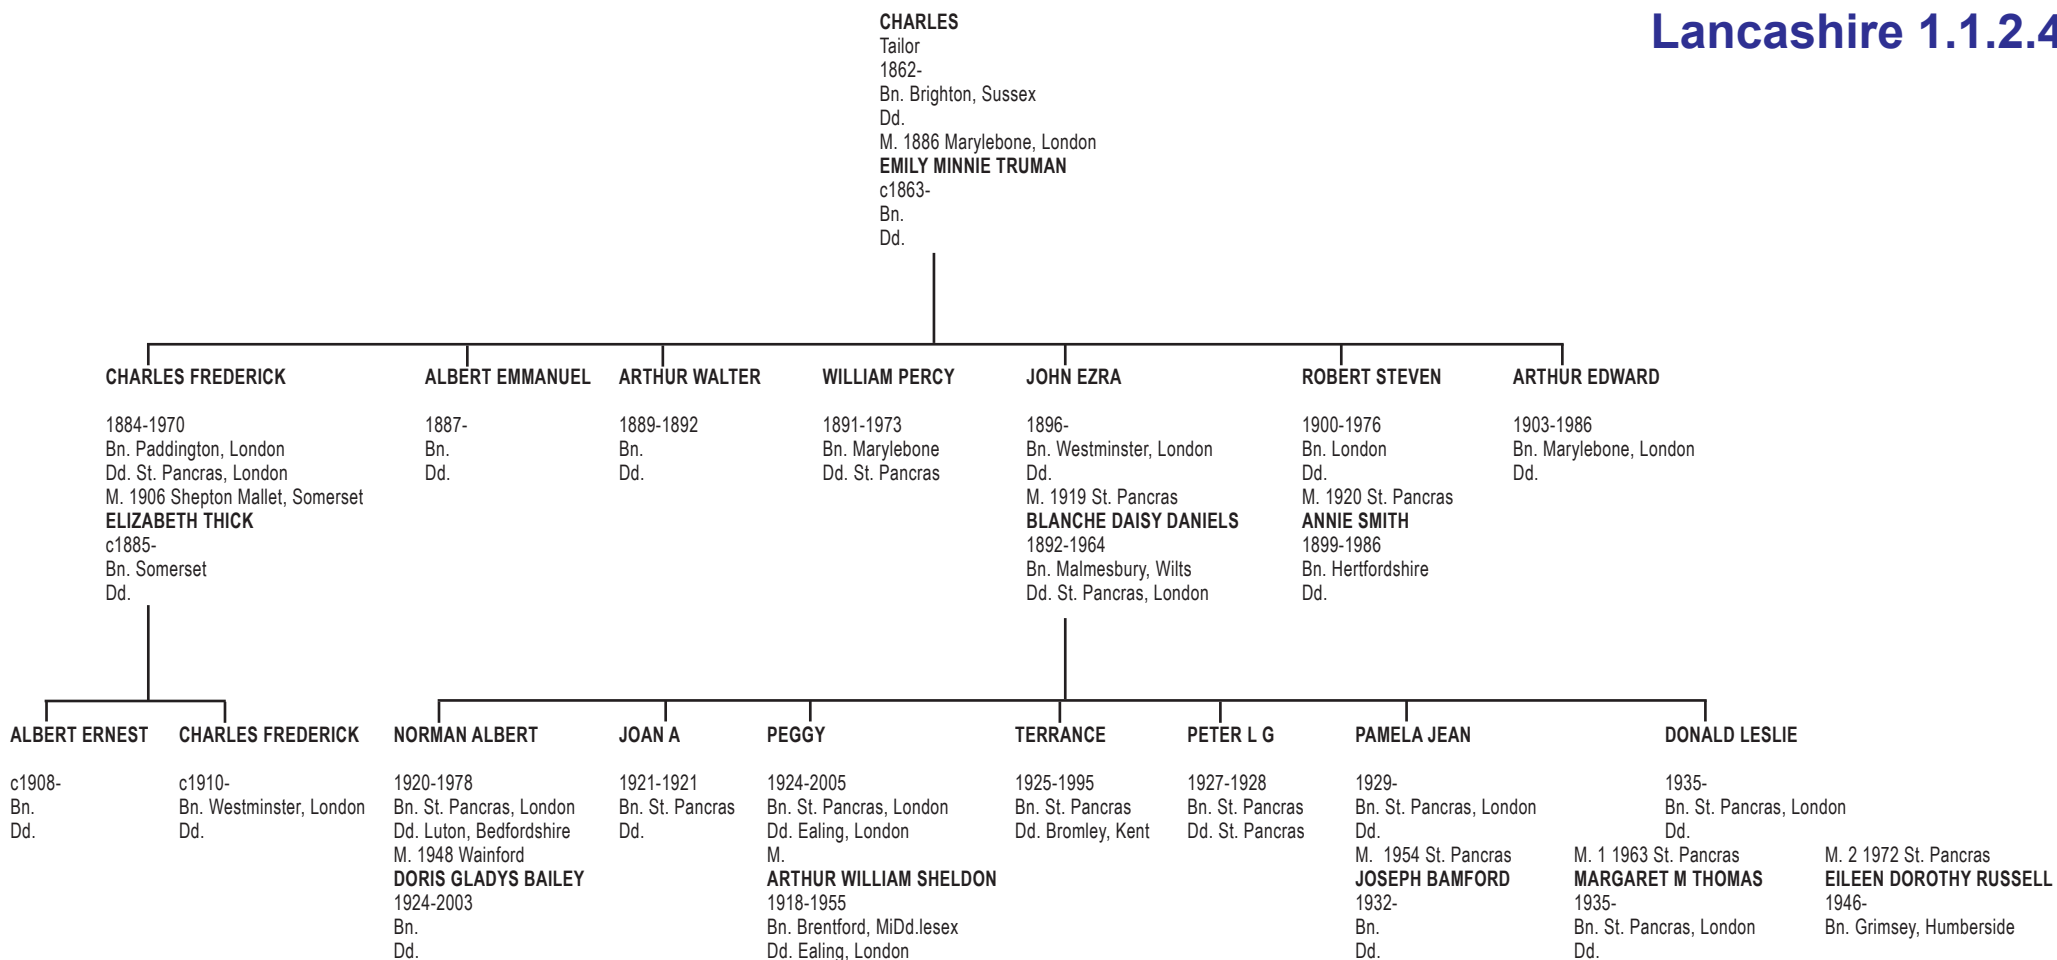 Lancashire 1.1.2.4
CHARLES
Tailor
1862-
Bn. Brighton, Sussex
Dd.
M. 1886 Marylebone, London
EMILY MINNIE TRUMAN
c1863-
Bn.
Dd.
CHARLES FREDERICK
1884-1970
Bn. Paddington, London
Dd. St. Pancras, London
M. 1906 Shepton Mallet, Somerset
ELIZABETH THICK
c1885-
Bn. Somerset
Dd.
ALBERT EMMANUEL
1887-
Bn.
Dd.
ARTHUR WALTER
1889-1892
Bn.
Dd.
WILLIAM PERCY
1891-1973
Bn. Marylebone
Dd. St. Pancras
JOHN EZRA
1896-
Bn. Westminster, London
Dd.
M. 1919 St. Pancras
BLANCHE DAISY DANIELS
1892-1964
Bn. Malmesbury, Wilts
Dd. St. Pancras, London
ROBERT STEVEN
1900-1976
Bn. London
Dd.
M. 1920 St. Pancras
ANNIE SMITH
1899-1986
Bn. Hertfordshire
Dd.
ARTHUR EDWARD
1903-1986
Bn. Marylebone, London
Dd.
ALBERT ERNEST
c1908-
Bn.
Dd.
CHARLES FREDERICK
c1910-
Bn. Westminster, London
Dd.
NORMAN ALBERT
1920-1978
Bn. St. Pancras, London
Dd. Luton, Bedfordshire
M. 1948 Wainford
DORIS GLADYS BAILEY
1924-2003
Bn.
Dd.
JOAN A
1921-1921
Bn. St. Pancras
Dd.
PEGGY
1924-2005
Bn. St. Pancras, London
Dd. Ealing, London
M.
ARTHUR WILLIAM SHELDON
1918-1955
Bn. Brentford, MiDd.lesex
Dd. Ealing, London
TERRANCE
1925-1995
Bn. St. Pancras
Dd. Bromley, Kent
PETER L G
1927-1928
Bn. St. Pancras
Dd. St. Pancras
PAMELA JEAN
1929-
Bn. St. Pancras, London
Dd.
M. 1954 St. Pancras
JOSEPH BAMFORD
1932-
Bn.
Dd.
DONALD LESLIE
1935-
Bn. St. Pancras, London
Dd.
M. 1 1963 St. Pancras
MARGARET M THOMAS
1935-
Bn. St. Pancras, London
Dd.
M. 2 1972 St. Pancras
EILEEN DOROTHY RUSSELL
1946-
Bn. Grimsey, Humberside